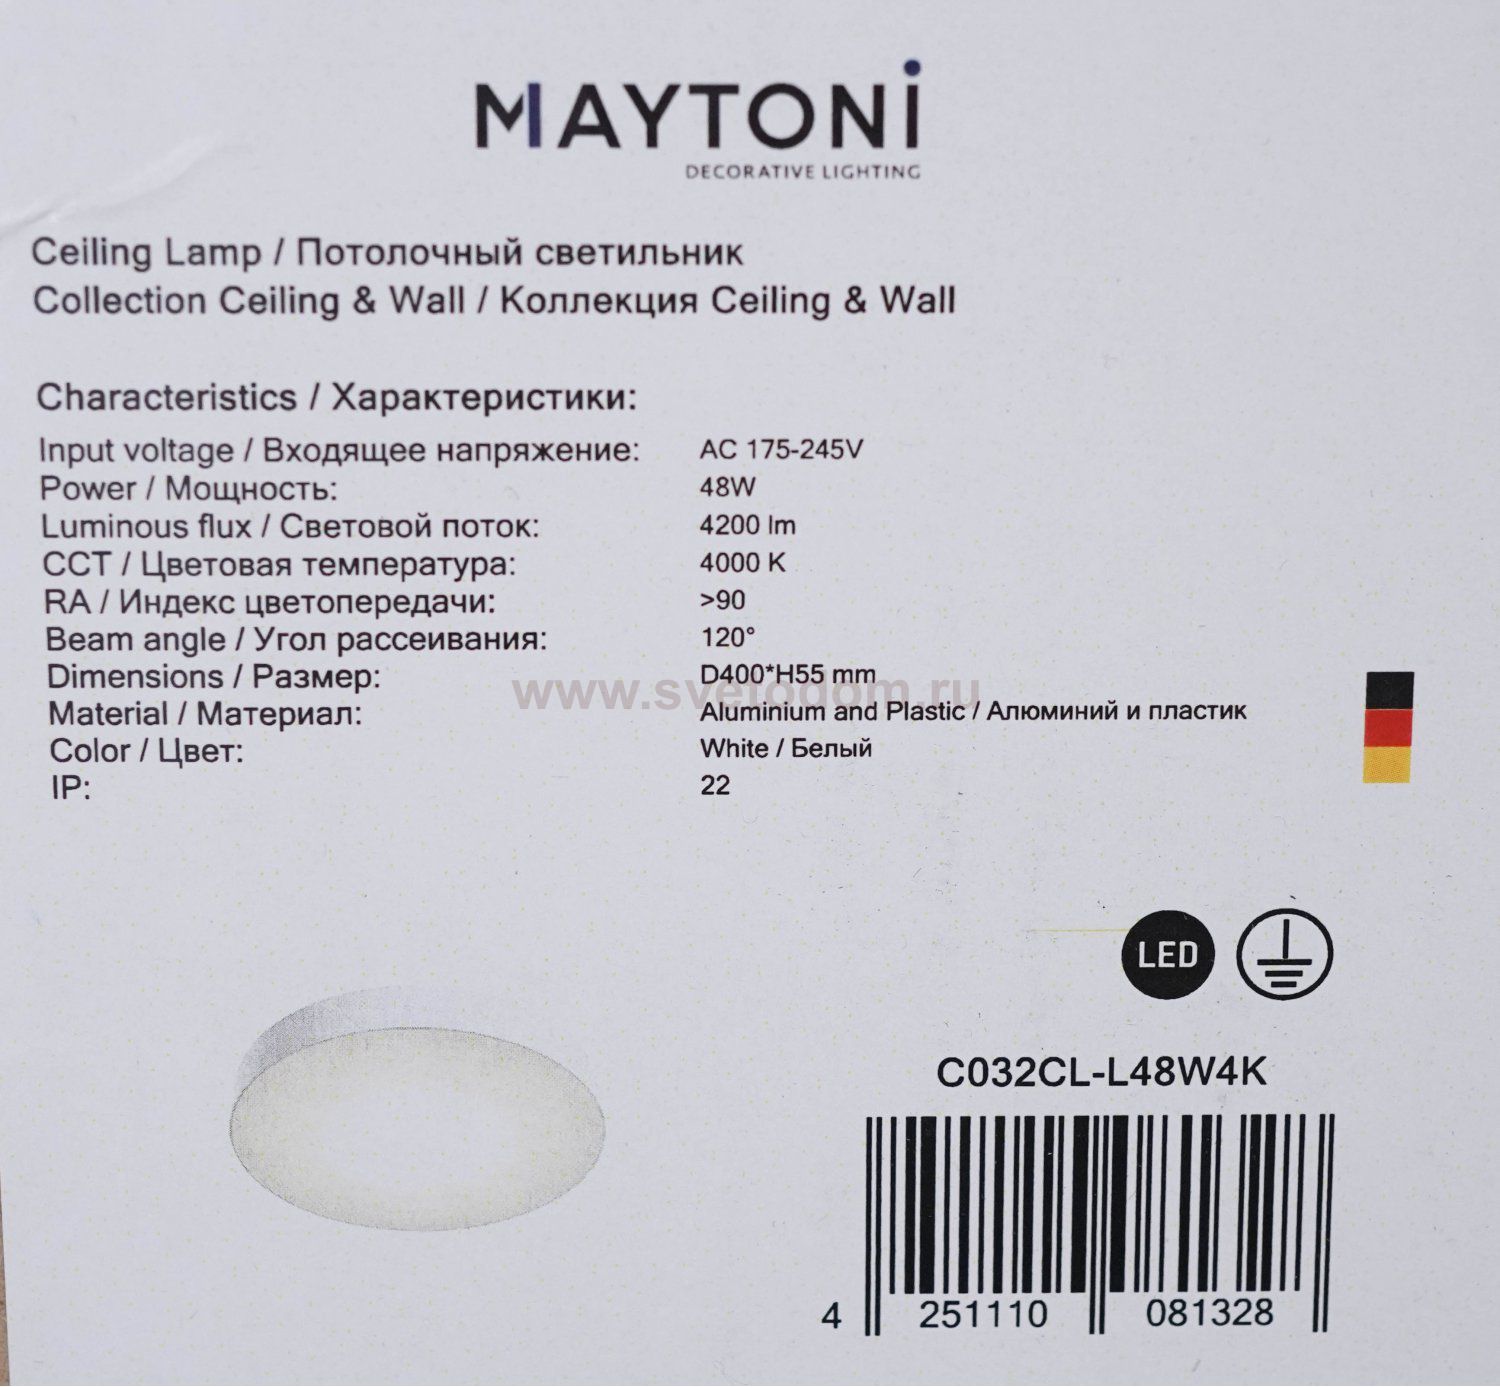 MAYTONi
DECORATIVE LIGHTING
Ceiling Lamp / Потолочный светильник
Collection Ceiling & Wall / Коллекция Ceiling & Wall
Characteristics / Характеристики:
Input voltage / Входящее напряжение: AC 175-245V
Power / Мощность: 48W
Luminous flux / Световой поток: 4200 lm
CCT / Цветовая температура: 4000 K
RA / Индекс цветопередачи: >90
Beam angle / Угол рассеивания: 120°
Dimensions / Размер: D400*H55 mm
www.svetodom.ru
Material / Материал: Aluminium and Plastic / Алюминий и пластик
Color / Цвет: White / Белый
IP: 22
LED
C032CL-L48W4K
4 251110 081328